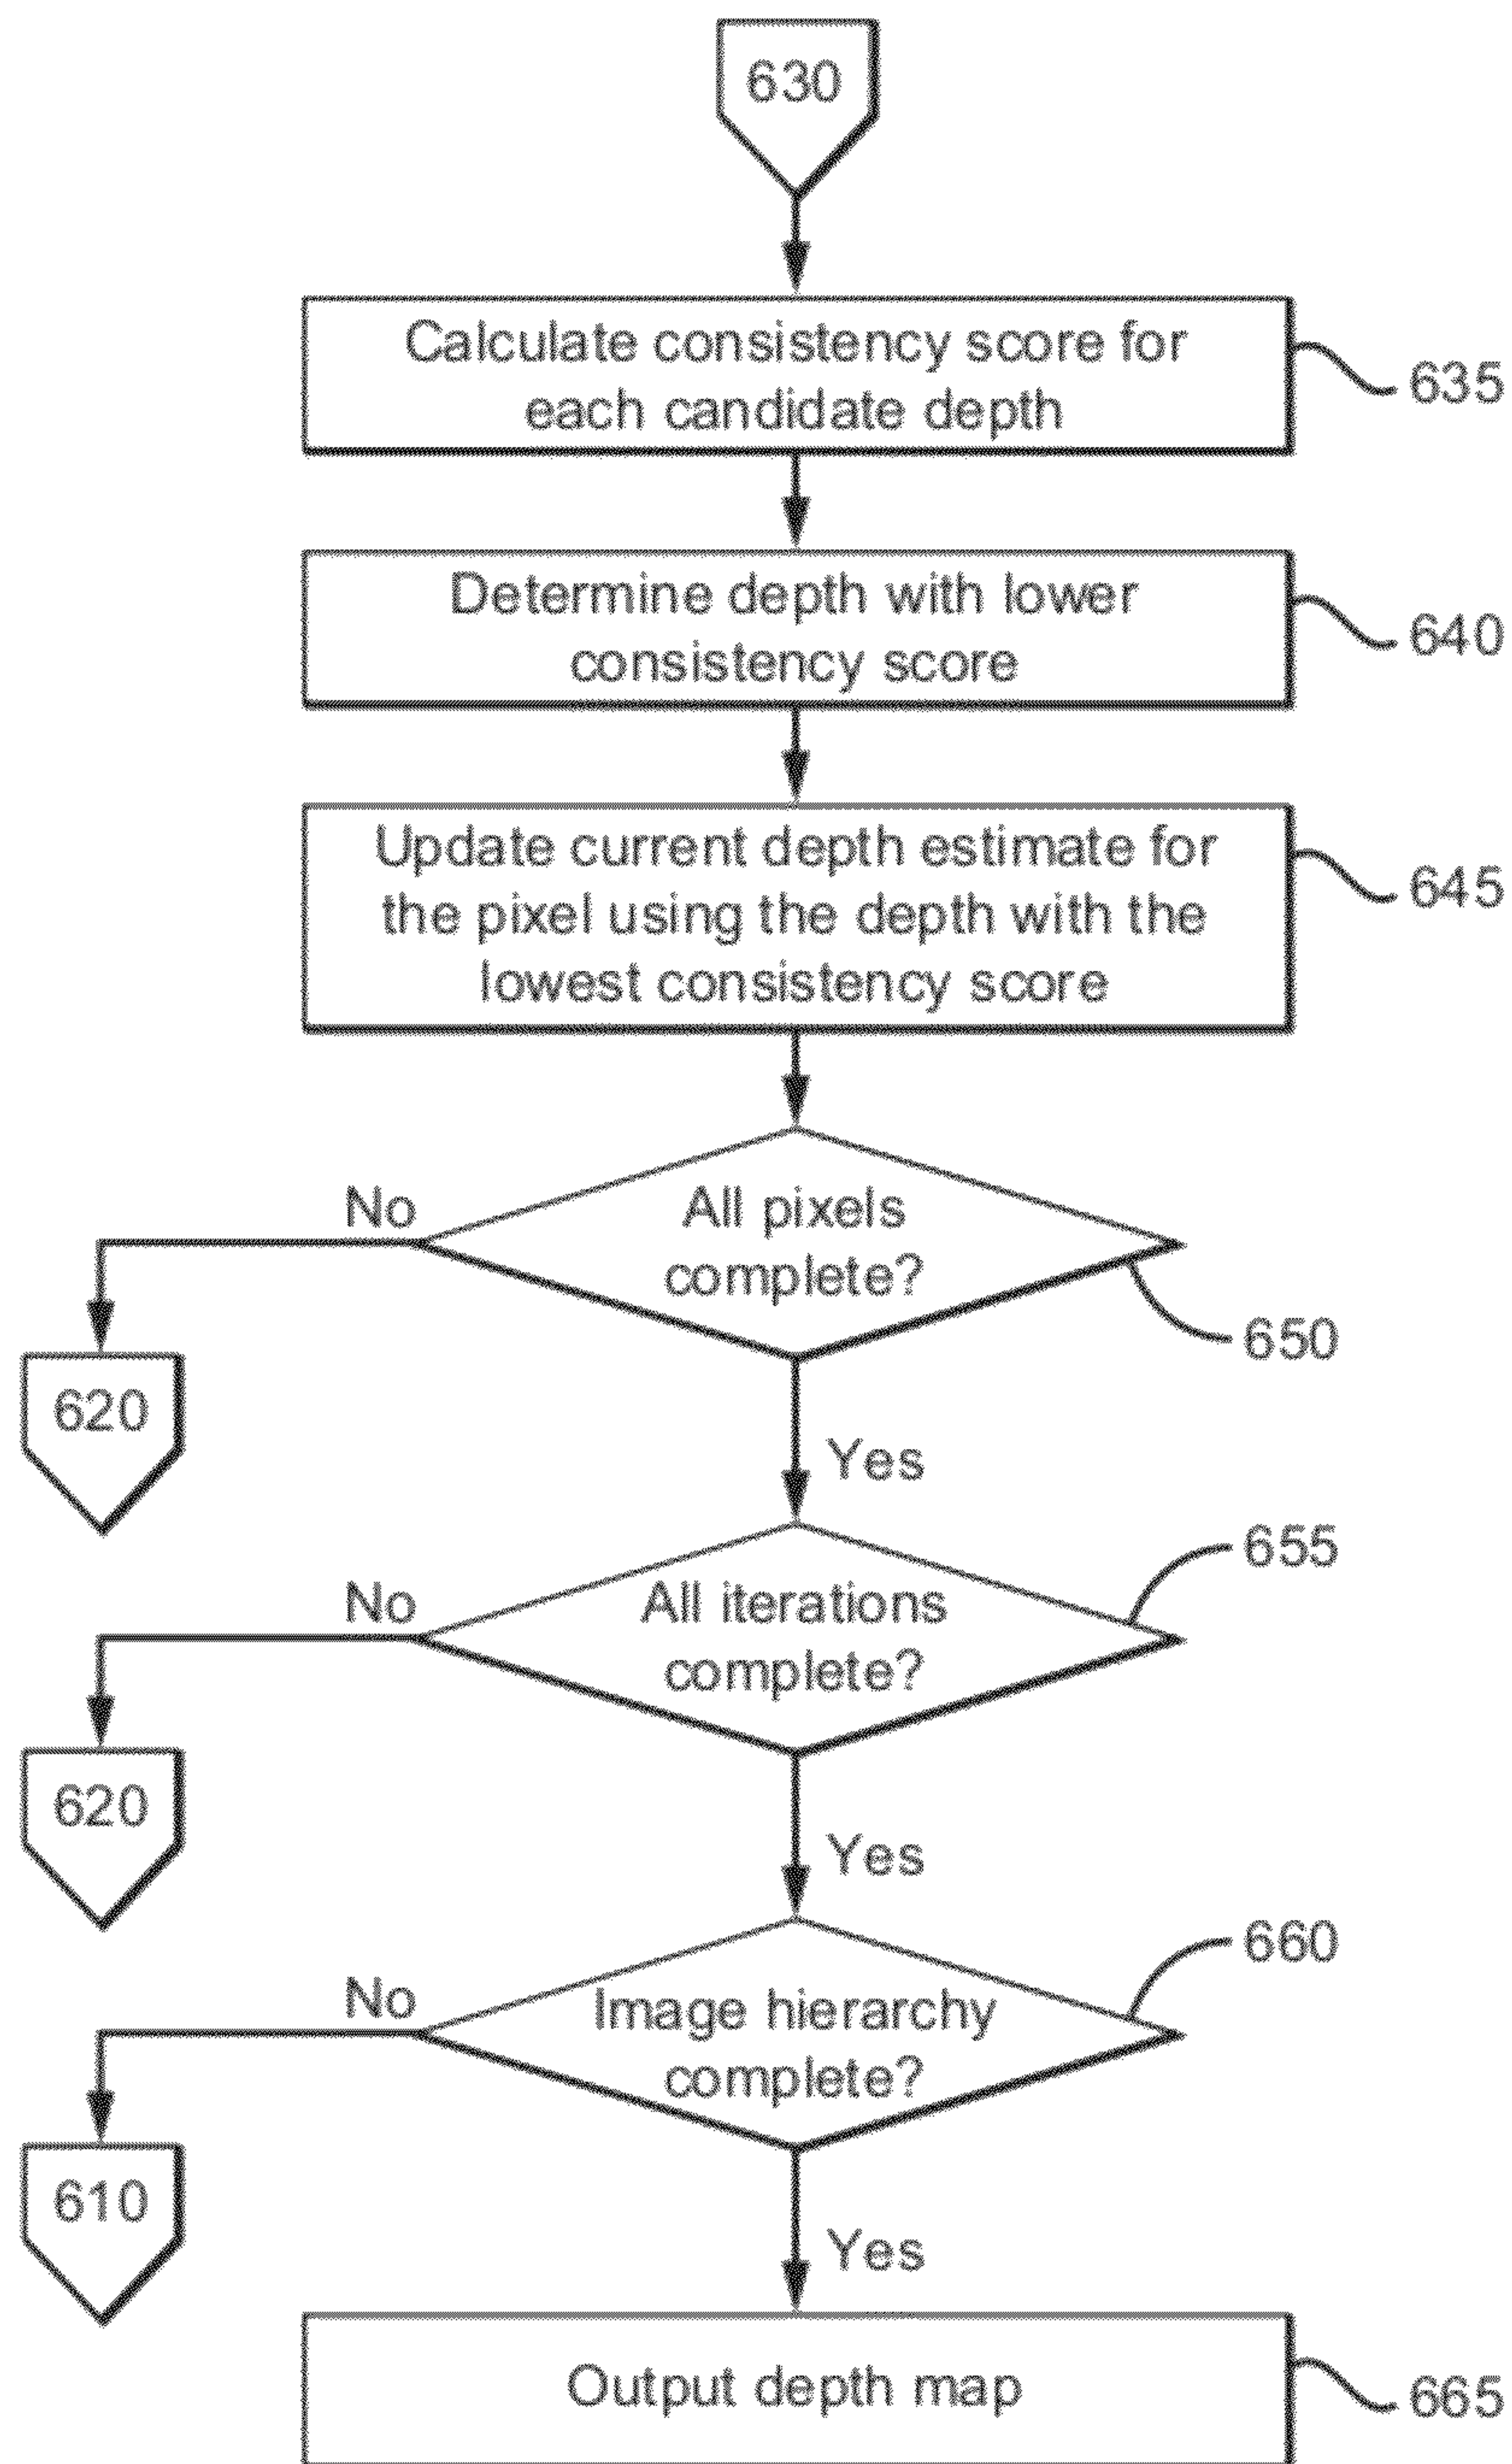 630
Calculate consistency score for
each candidate depth
635
Determine depth with lower
consistency score
640
Update current depth estimate for
the pixel using the depth with the
lowest consistency score
645
No
All pixels
complete?
650
620
Yes
655
No
All iterations
complete?
620
Yes
660
No
Image hierarchy
complete?
610
Yes
Output depth map
665